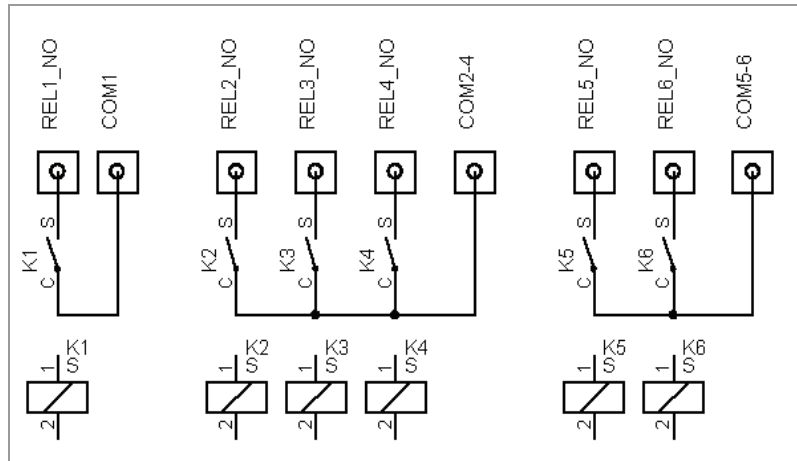 REL1_NO
COM1
REL2_NO
REL3_NO
REL4_NO
COM2-4
REL5_NO
REL6_NO
COM5-6
S
S
S
S
S
S
K1
K2
K3
K4
K5
K6
C
C
C
C
C
C
K1
K2
K3
K4
K5
K6
1
S
1
S
1
S
1
S
1
S
1
S
2
2
2
2
2
2